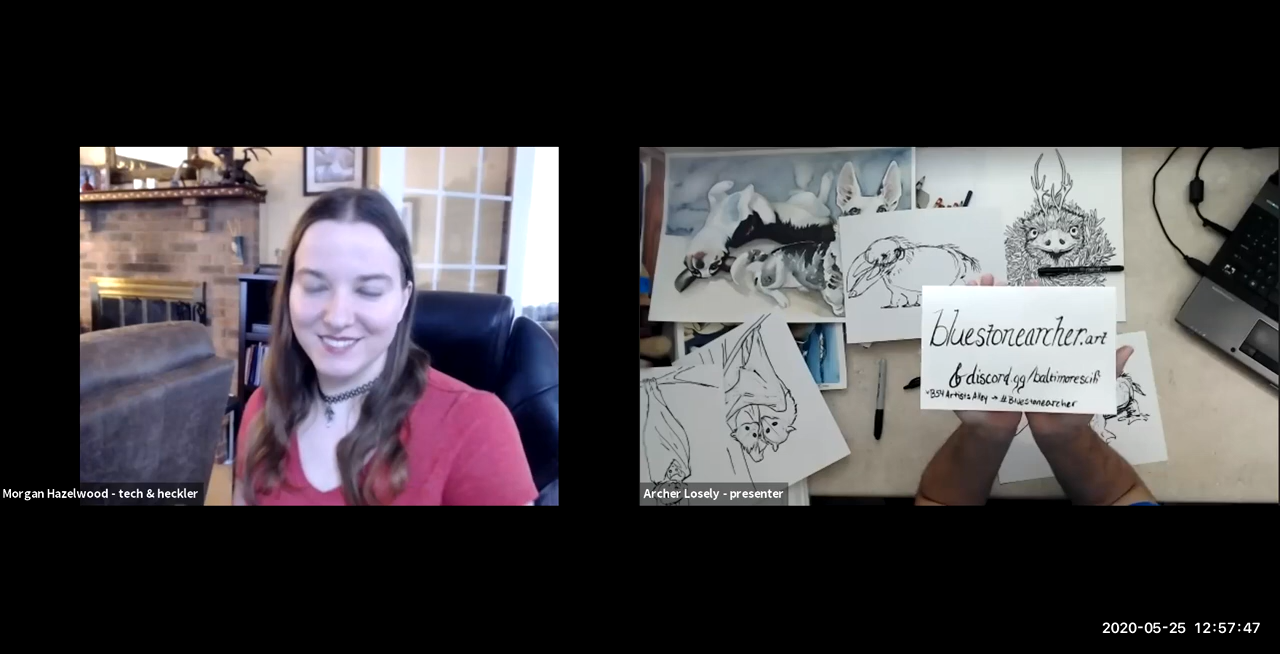 bluestonearcher.art
& discord.gg/baltimorescifi
↳ B54 Artists Alley → #Bluestonearcher
Morgan Hazelwood - tech & heckler
Archer Losely - presenter
2020-05-25 12:57:47